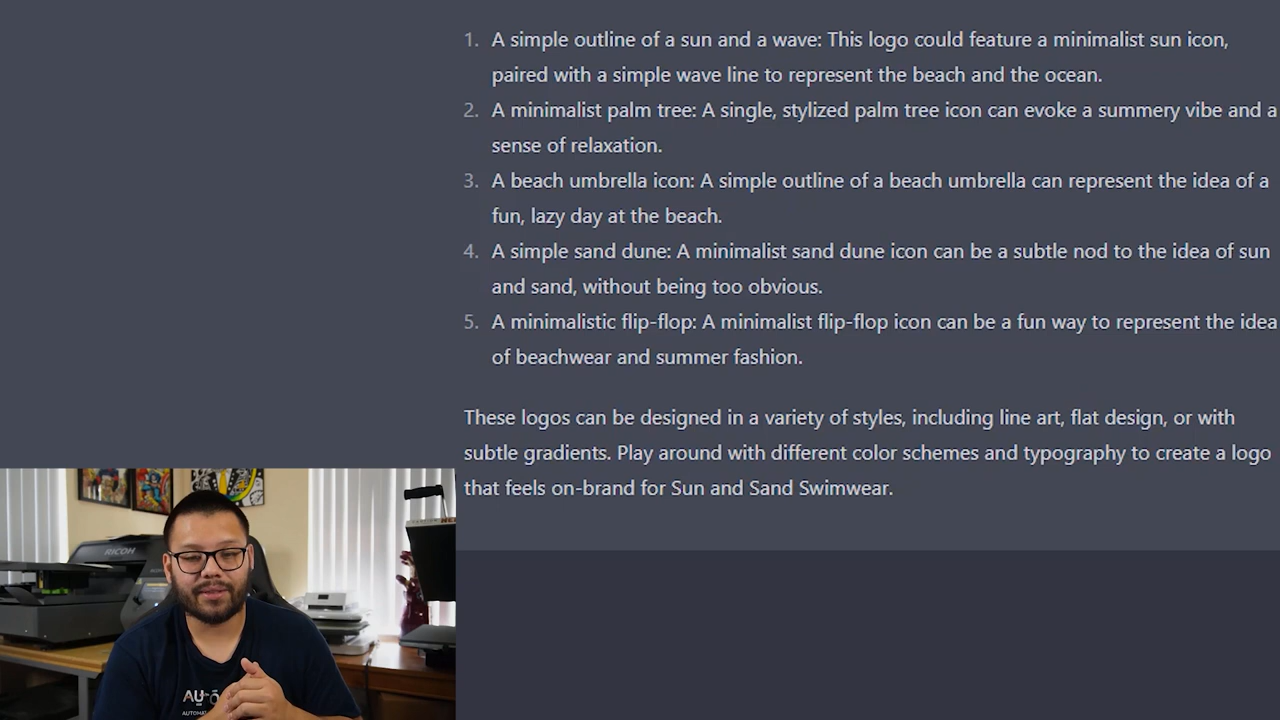 1. A simple outline of a sun and a wave: This logo could feature a minimalist sun icon,
paired with a simple wave line to represent the beach and the ocean.
2. A minimalist palm tree: A single, stylized palm tree icon can evoke a summery vibe and a
sense of relaxation.
3. A beach umbrella icon: A simple outline of a beach umbrella can represent the idea of a
fun, lazy day at the beach.
4. A simple sand dune: A minimalist sand dune icon can be a subtle nod to the idea of sun
and sand, without being too obvious.
5. A minimalistic flip-flop: A minimalist flip-flop icon can be a fun way to represent the idea
of beachwear and summer fashion.
These logos can be designed in a variety of styles, including line art, flat design, or with
subtle gradients. Play around with different color schemes and typography to create a logo
that feels on-brand for Sun and Sand Swimwear.
RICOH